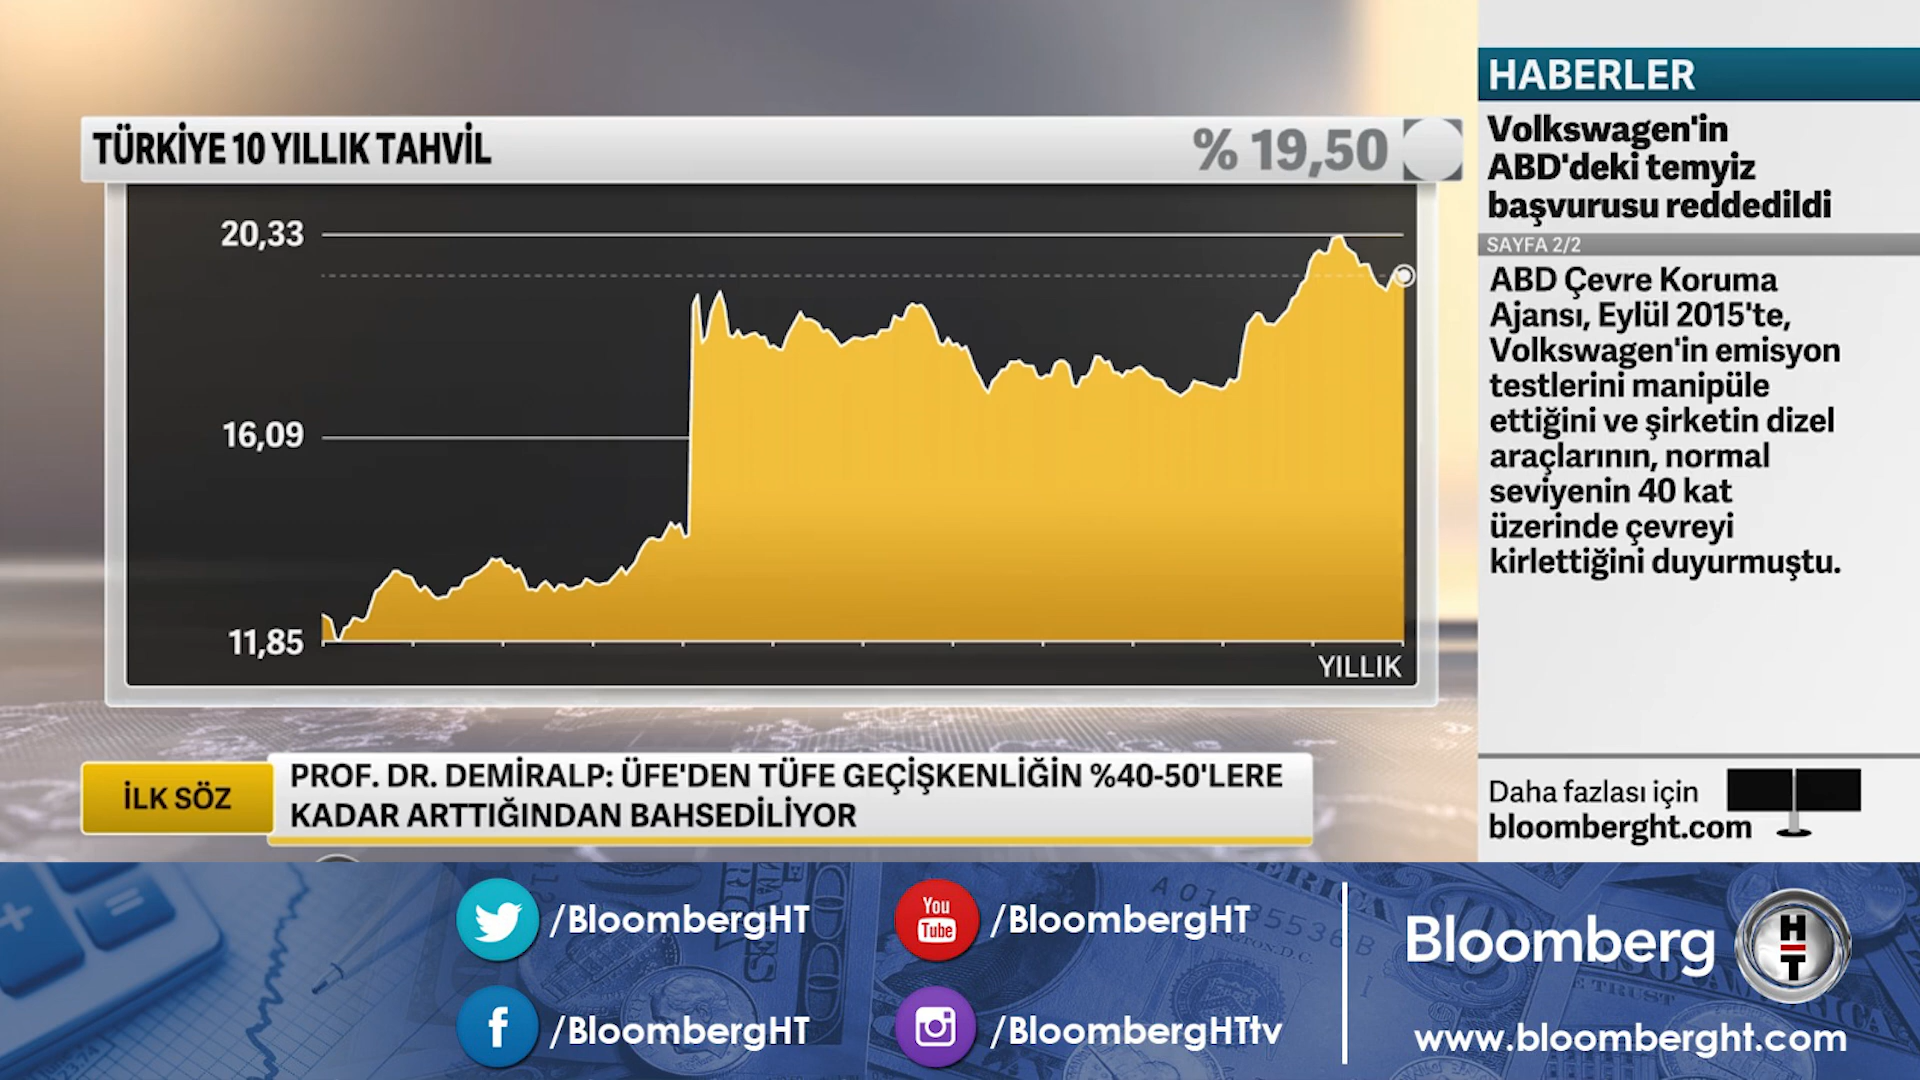 TÜRKİYE 10 YILLIK TAHVİL
% 19,50
20,33
16,09
11,85
YILLIK
İLK SÖZ
PROF. DR. DEMİRALP: ÜFE'DEN TÜFE GEÇİŞKENLİĞİN %40-50'LERE
KADAR ARTTIĞINDAN BAHSEDİLİYOR
HABERLER
Volkswagen'in
ABD'deki temyiz
başvurusu reddedildi
SAYFA 2/2
ABD Çevre Koruma
Ajansı, Eylül 2015'te,
Volkswagen'in emisyon
testlerini manipüle
ettiğini ve şirketin dizel
araçlarının, normal
seviyenin 40 kat
üzerinde çevreyi
kirlettiğini duyurmuştu.
Daha fazlası için
bloomberght.com
/BloombergHT
You
Tube
/BloombergHT
f
/BloombergHT
/BloombergHTtv
Bloomberg
H
T
www.bloomberght.com